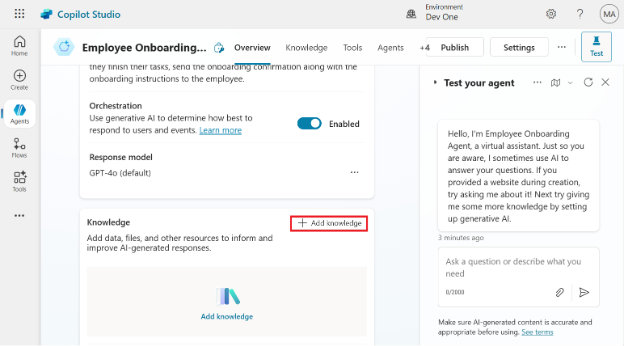 Copilot Studio
Environment
Dev One
MA
Home
Create
Agents
Flows
Tools
Employee Onboarding...
Overview
Knowledge
Tools
Agents
+4
Publish
Settings
Test
they finish their tasks, send the onboarding confirmation along with the
onboarding instructions to the employee.
Orchestration
Use generative AI to determine how best to
respond to users and events. Learn more
Enabled
Response model
GPT-4o (default)
Knowledge
+ Add knowledge
Add data, files, and other resources to inform and
improve AI-generated responses.
Add knowledge
Test your agent
Hello, I'm Employee Onboarding
Agent, a virtual assistant. Just so you
are aware, I sometimes use AI to
answer your questions. If you
provided a website during creation,
try asking me about it! Next try giving
me some more knowledge by setting
up generative AI.
3 minutes ago
Ask a question or describe what you
need
0/2000
Make sure AI-generated content is accurate and
appropriate before using. See terms